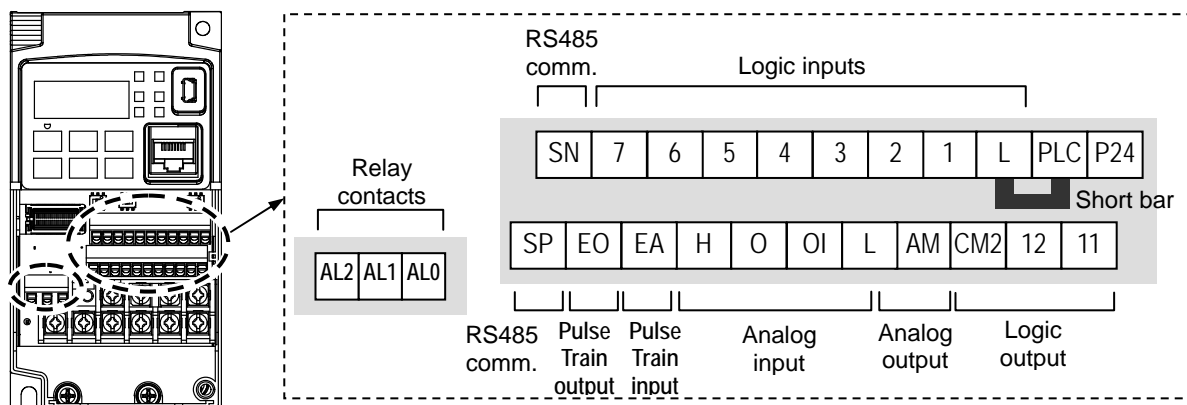 RS485
comm.
Logic inputs
SN 7 6 5 4 3 2 1 L PLC P24
Short bar
Relay
contacts
AL2 AL1 AL0
SP EO EA H O OI L AM CM2 12 11
RS485
comm.
Pulse
Train
output
Pulse
Train
input
Analog
input
Analog
output
Logic
output